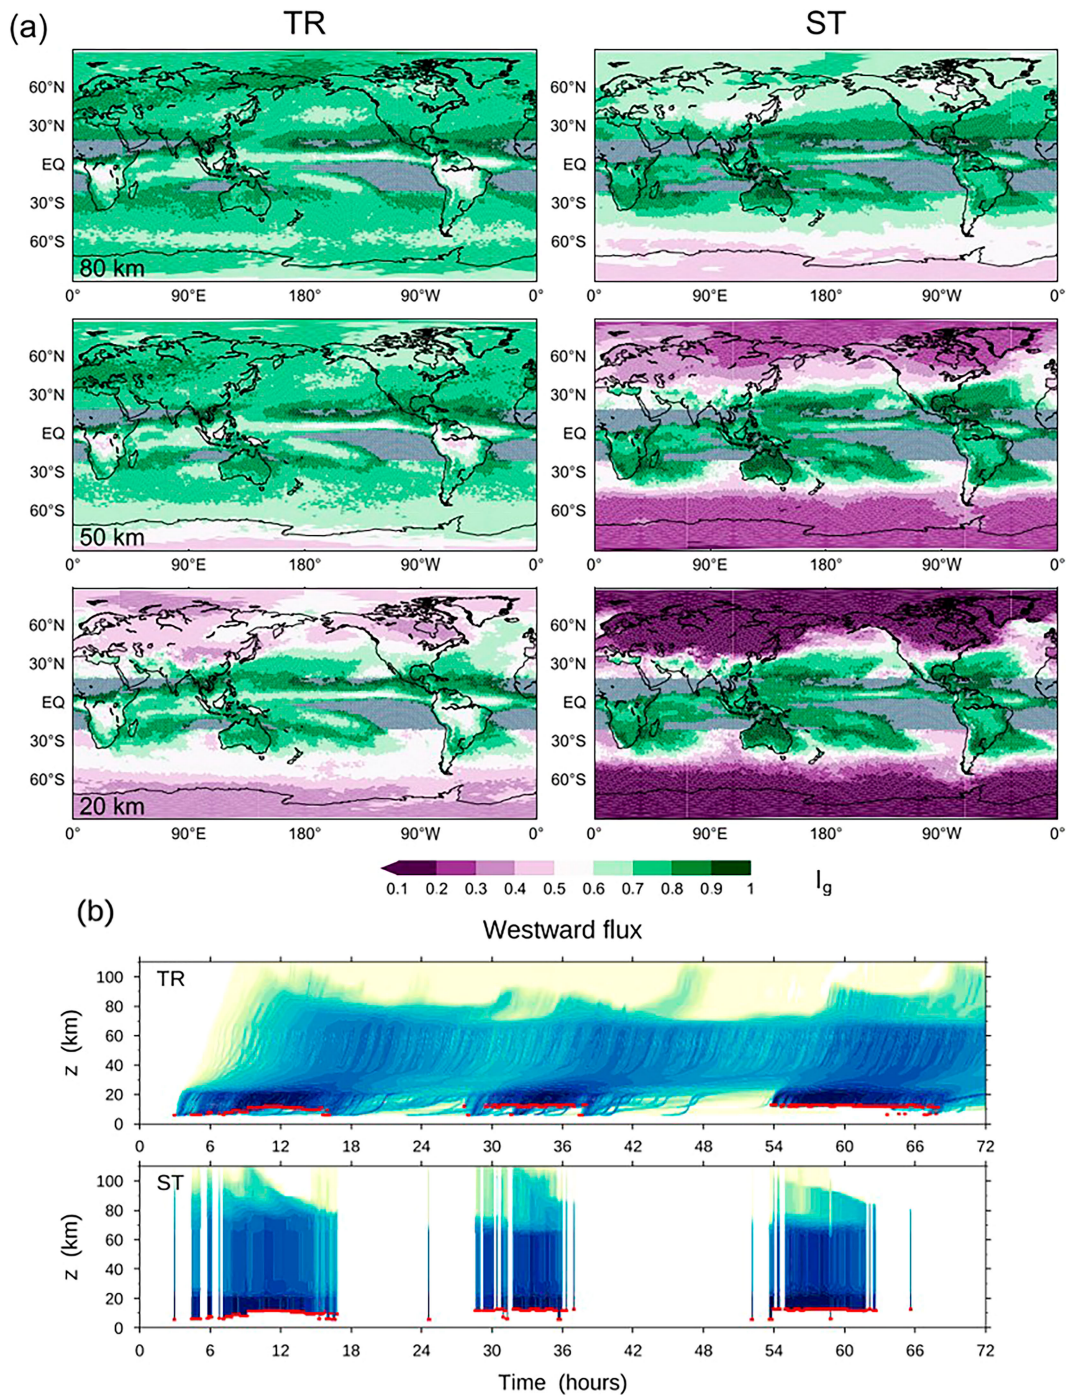 (a)
TR ST
60°N 60°N
30°N 30°N
EQ EQ
30°S 30°S
60°S 60°S
80 km
0° 90°E 180° 90°W 0° 0° 90°E 180° 90°W 0°
60°N 60°N
30°N 30°N
EQ EQ
30°S 30°S
60°S 60°S
50 km
0° 90°E 180° 90°W 0° 0° 90°E 180° 90°W 0°
60°N 60°N
30°N 30°N
EQ EQ
30°S 30°S
60°S 60°S
20 km
0° 90°E 180° 90°W 0° 0° 90°E 180° 90°W 0°
0.1 0.2 0.3 0.4 0.5 0.6 0.7 0.8 0.9 1 Ig
(b)
Westward flux
TR
z (km)
100
80
60
40
20
0
0 6 12 18 24 30 36 42 48 54 60 66 72
ST
z (km)
100
80
60
40
20
0
0 6 12 18 24 30 36 42 48 54 60 66 72
Time (hours)